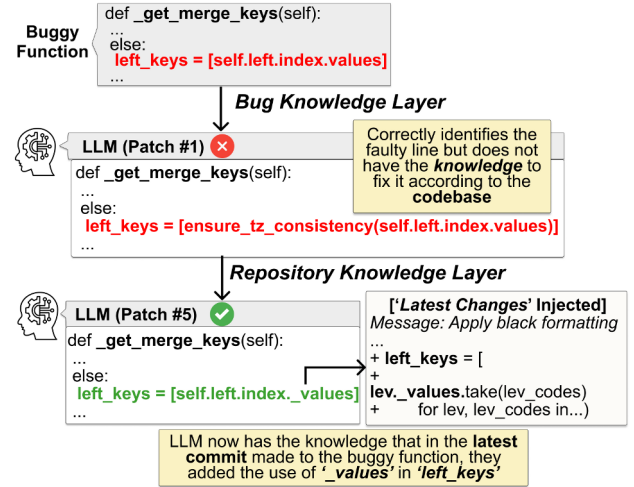 Buggy
Function
def _get_merge_keys(self):
...
else:
left_keys = [self.left.index.values]
...
Bug Knowledge Layer
LLM (Patch #1)
def _get_merge_keys(self):
...
else:
left_keys = [ensure_tz_consistency(self.left.index.values)]
...
Correctly identifies the
faulty line but does not
have the knowledge to
fix it according to the
codebase
Repository Knowledge Layer
LLM (Patch #5)
def _get_merge_keys(self):
...
else:
left_keys = [self.left.index._values]
...
['Latest Changes' Injected]
Message: Apply black formatting
...
+ left_keys = [
+
lev._values.take(lev_codes)
+ for lev, lev_codes in...)
LLM now has the knowledge that in the latest
commit made to the buggy function, they
added the use of '_values' in 'left_keys'